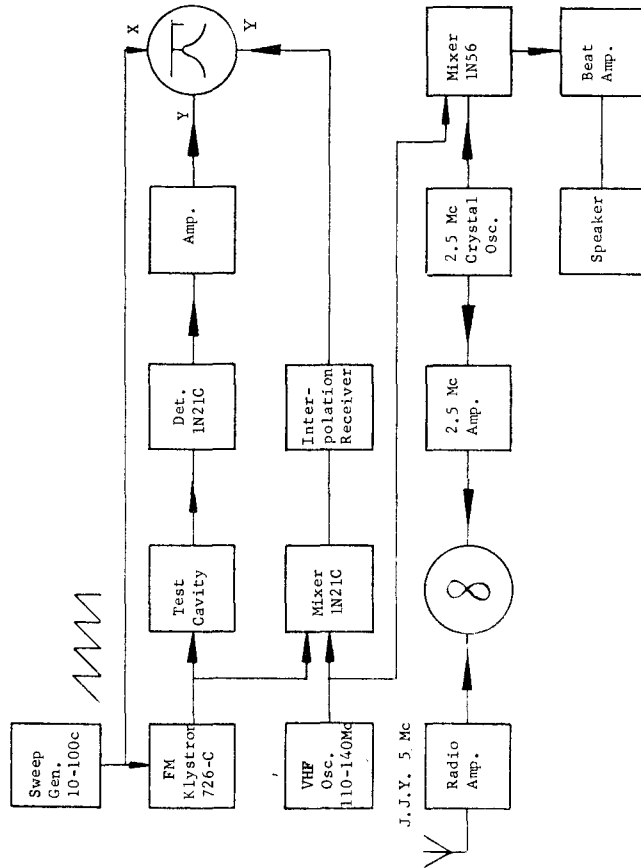 Sweep
Gen.
10-100c
X
Y
Y
FM
Klystron
726-C
Test
Cavity
Det.
1N21C
Amp.
VHF
Osc.
110-140Mc
Mixer
1N21C
Inter-
polation
Receiver
J.J.Y. 5 Mc
Radio
Amp.
2.5 Mc
Amp.
2.5 Mc
Crystal
Osc.
Mixer
1N56
Speaker
Beat
Amp.